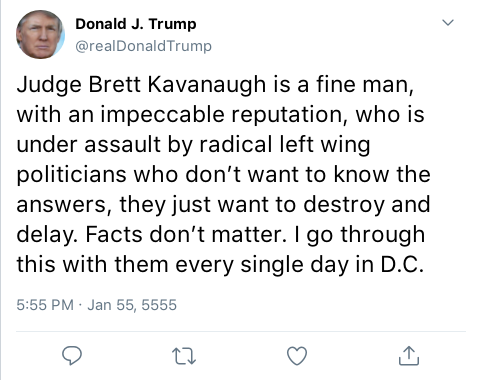 Donald J. Trump
@realDonaldTrump
Judge Brett Kavanaugh is a fine man,
with an impeccable reputation, who is
under assault by radical left wing
politicians who don’t want to know the
answers, they just want to destroy and
delay. Facts don’t matter. I go through
this with them every single day in D.C.
5:55 PM · Jan 55, 5555